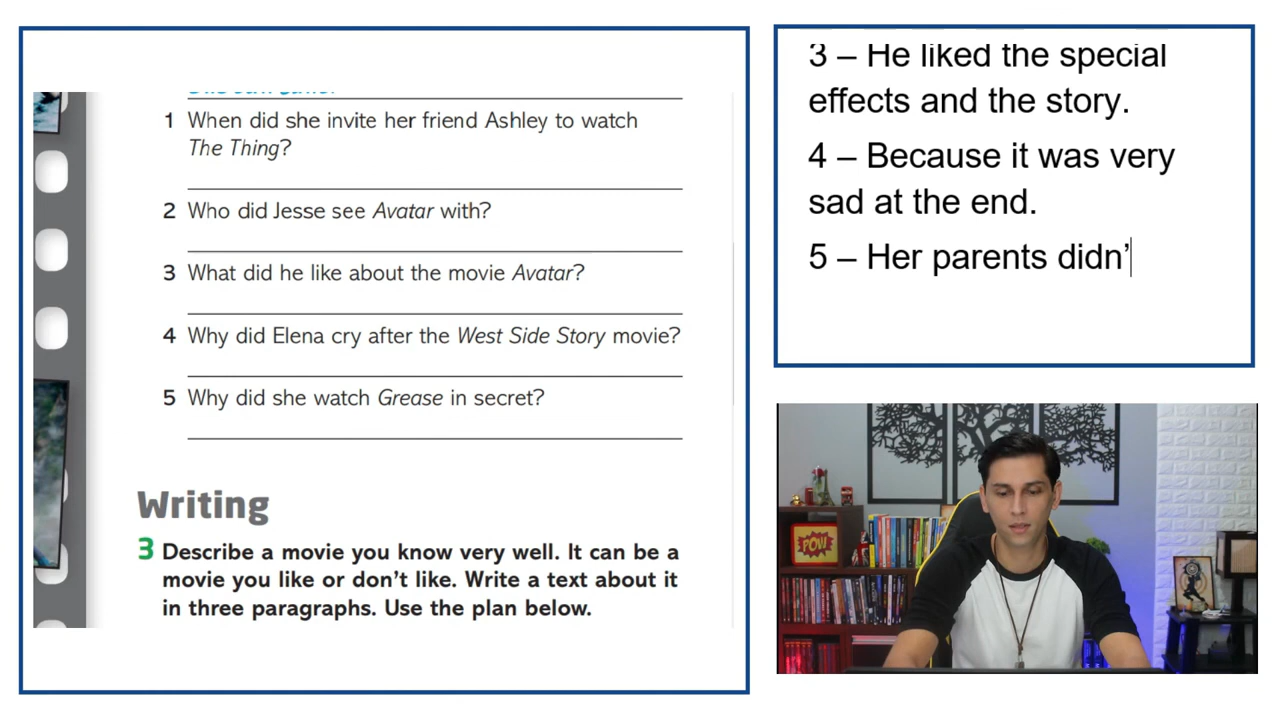 1 When did she invite her friend Ashley to watch
The Thing?
2 Who did Jesse see Avatar with?
3 What did he like about the movie Avatar?
4 Why did Elena cry after the West Side Story movie?
5 Why did she watch Grease in secret?
Writing
3 Describe a movie you know very well. It can be a
movie you like or don't like. Write a text about it
in three paragraphs. Use the plan below.
3 – He liked the special
effects and the story.
4 – Because it was very
sad at the end.
5 – Her parents didn’
POW!